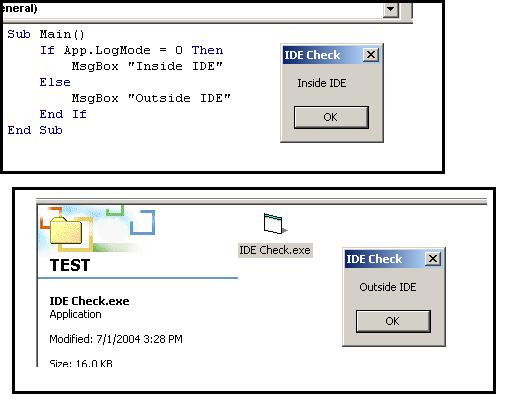 eneral)
Sub Main()
If App.LogMode = 0 Then
MsgBox "Inside IDE"
Else
MsgBox "Outside IDE"
End If
End Sub
IDE Check
Inside IDE
OK
TEST
IDE Check.exe
Application
Modified: 7/1/2004 3:28 PM
Size: 16.0 KB
IDE Check.exe
IDE Check
Outside IDE
OK